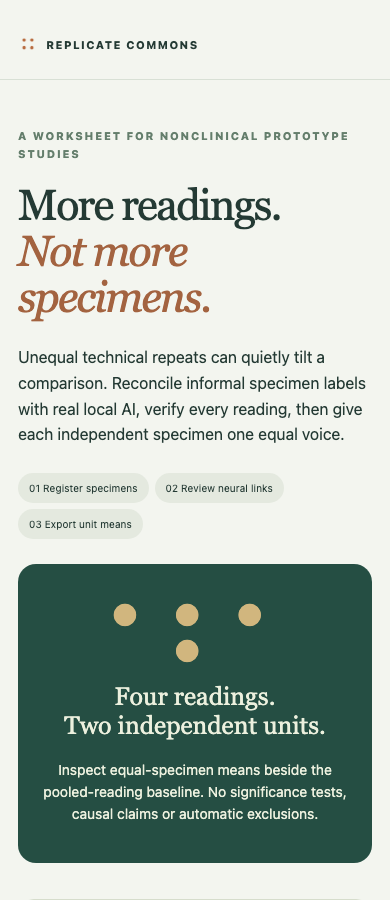 REPLICATE COMMONS
A WORKSHEET FOR NONCLINICAL PROTOTYPE
STUDIES
More readings.
Not more
specimens.
Unequal technical repeats can quietly tilt a
comparison. Reconcile informal specimen labels
with real local AI, verify every reading, then give
each independent specimen one equal voice.
01 Register specimens
02 Review neural links
03 Export unit means
Four readings.
Two independent units.
Inspect equal-specimen means beside the
pooled-reading baseline. No significance tests,
causal claims or automatic exclusions.